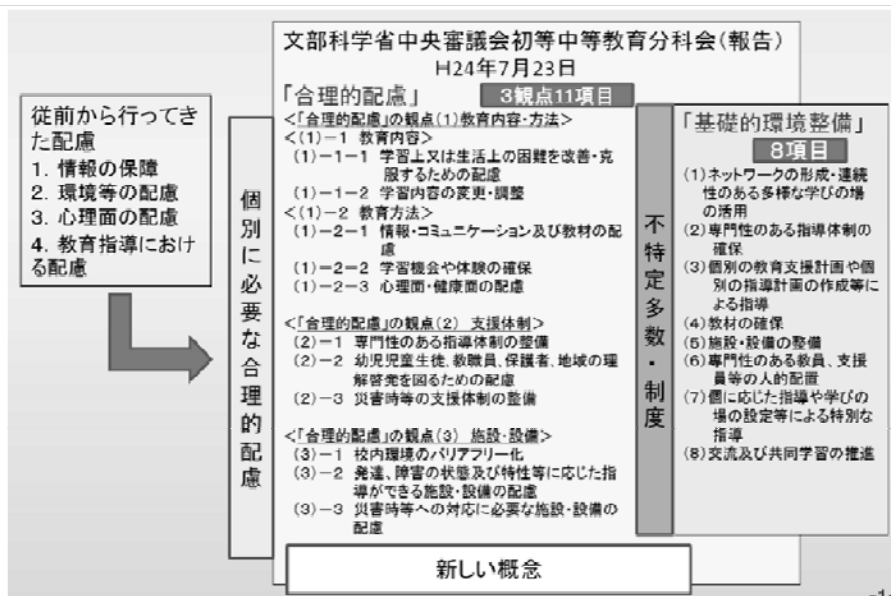 文部科学省中央審議会初等中等教育分科会(報告)
H24年7月23日
「合理的配慮」
3観点11項目
従前から行ってき
た配慮
1. 情報の保障
2. 環境等の配慮
3. 心理面の配慮
4. 教育指導におけ
る配慮
個別に必要な合理的配慮
<「合理的配慮」の観点(1)教育内容・方法>
<(1)-1 教育内容>
(1)-1-1 学習上又は生活上の困難を改善・克
服するための配慮
(1)-1-2 学習内容の変更・調整
<(1)-2 教育方法>
(1)-2-1 情報・コミュニケーション及び教材の配
慮
(1)-2-2 学習機会や体験の確保
(1)-2-3 心理面・健康面の配慮
<「合理的配慮」の観点(2) 支援体制>
(2)-1 専門性のある指導体制の整備
(2)-2 幼児児童生徒、教職員、保護者、地域の理
解啓発を図るための配慮
(2)-3 災害時等の支援体制の整備
<「合理的配慮」の観点(3) 施設・設備>
(3)-1 校内環境のバリアフリー化
(3)-2 発達、障害の状態及び特性等に応じた指
導ができる施設・設備の配慮
(3)-3 災害時等への対応に必要な施設・設備の
配慮
不特定多数・制度
「基礎的環境整備」
8項目
(1)ネットワークの形成・連続
性のある多様な学びの場
の活用
(2)専門性のある指導体制の
確保
(3)個別の教育支援計画や個
別の指導計画の作成等に
よる指導
(4)教材の確保
(5)施設・設備の整備
(6)専門性のある教員、支援
員等の人的配置
(7)個に応じた指導や学びの
場の設定等による特別な
指導
(8)交流及び共同学習の推進
新しい概念